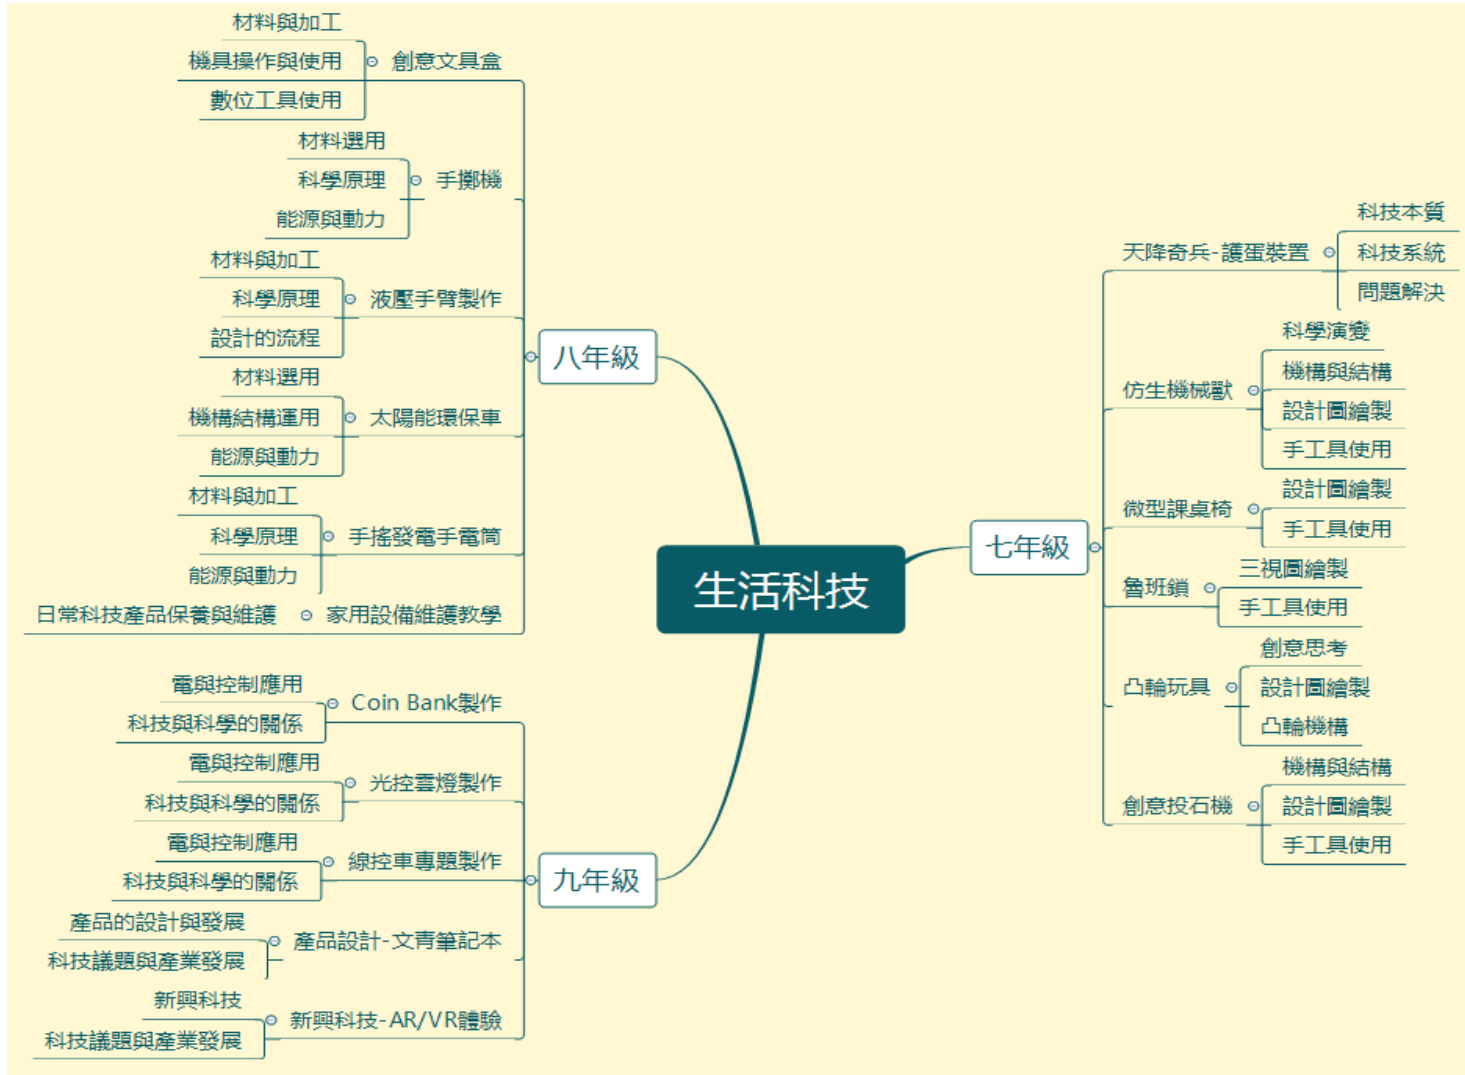 生活科技
七年級
天降奇兵-護蛋裝置
科技本質
科技系統
問題解決
仿生機械獸
科學演變
機構與結構
設計圖繪製
手工具使用
微型課桌椅
設計圖繪製
手工具使用
魯班鎖
三視圖繪製
手工具使用
凸輪玩具
創意思考
設計圖繪製
凸輪機構
創意投石機
機構與結構
設計圖繪製
手工具使用
八年級
創意文具盒
材料與加工
機具操作與使用
數位工具使用
手擲機
材料選用
科學原理
能源與動力
液壓手臂製作
材料與加工
科學原理
設計的流程
太陽能環保車
材料選用
機構結構運用
能源與動力
手搖發電手電筒
材料與加工
科學原理
能源與動力
家用設備維護教學
日常科技產品保養與維護
九年級
Coin Bank製作
電與控制應用
科技與科學的關係
光控雲燈製作
電與控制應用
科技與科學的關係
線控車專題製作
電與控制應用
科技與科學的關係
產品設計-文青筆記本
產品的設計與發展
科技議題與產業發展
新興科技-AR/VR體驗
新興科技
科技議題與產業發展